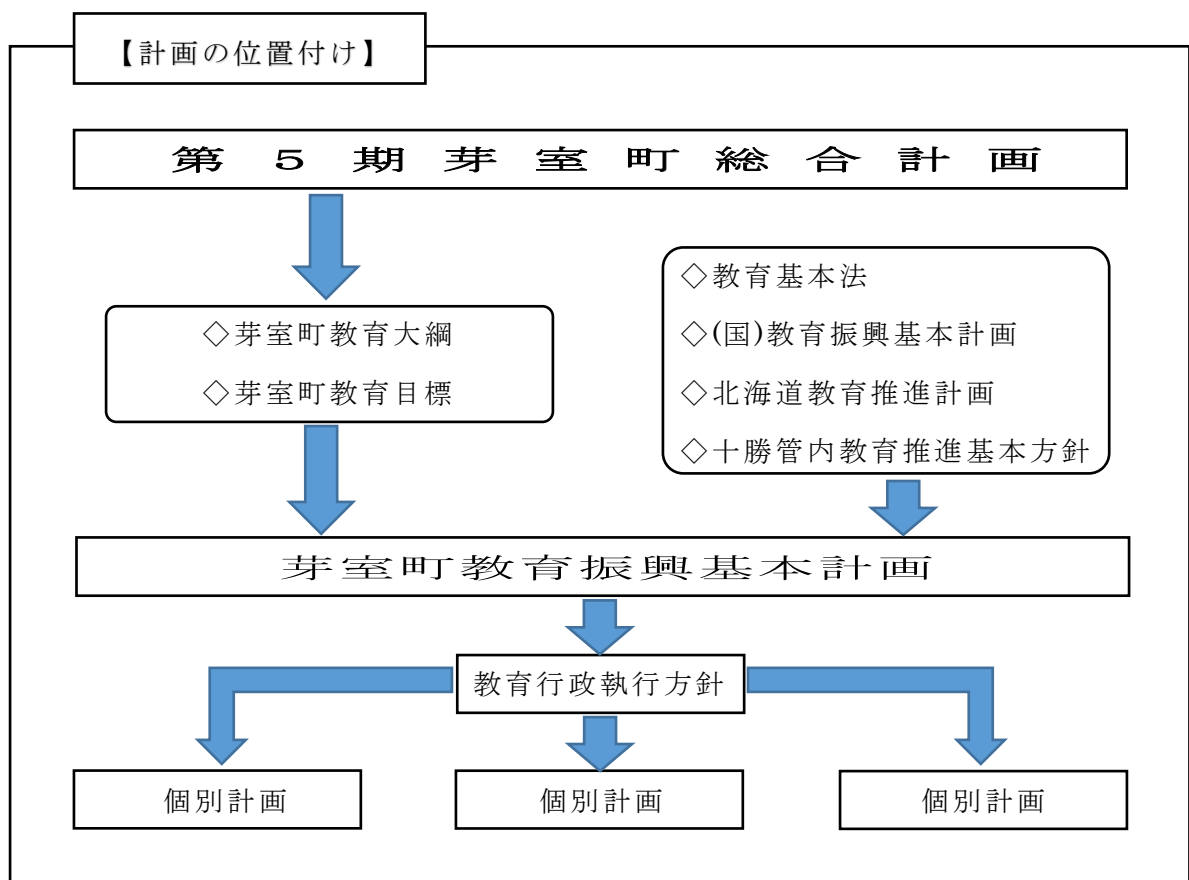 【計画の位置付け】
第5期芽室町総合計画
◇芽室町教育大綱
◇芽室町教育目標
◇教育基本法
◇(国)教育振興基本計画
◇北海道教育推進計画
◇十勝管内教育推進基本方針
芽室町教育振興基本計画
教育行政執行方針
個別計画
個別計画
個別計画